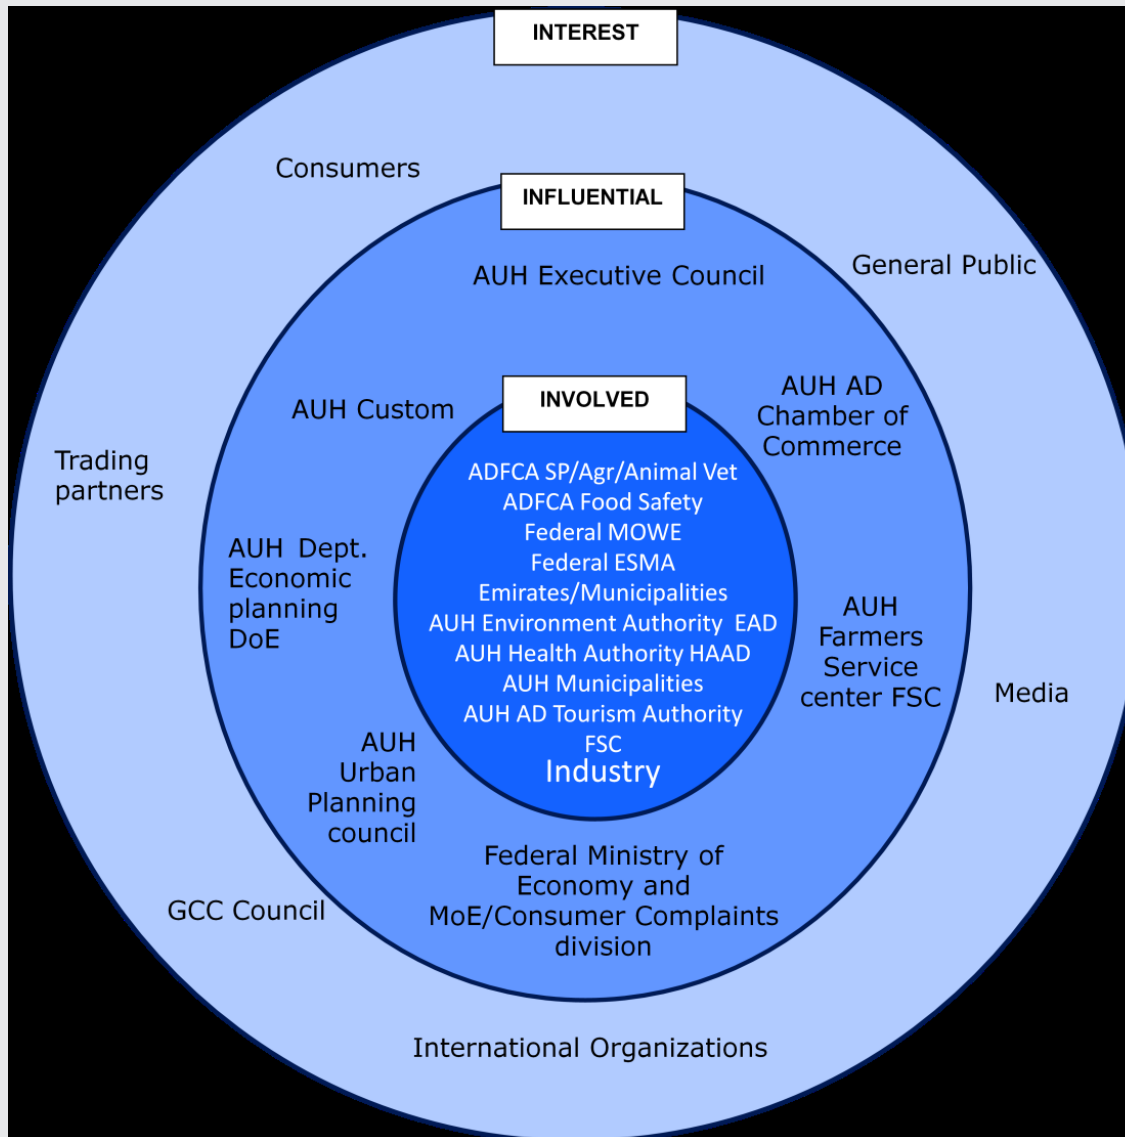 INTEREST
Consumers
INFLUENTIAL
General Public
AUH Executive Council
AUH AD
Chamber of
Commerce
INVOLVED
AUH Custom
Trading
partners
ADFCA SP/Agr/Animal Vet
ADFCA Food Safety
Federal MOWE
Federal ESMA
Emirates/Municipalities
AUH Environment Authority EAD
AUH Health Authority HAAD
AUH Municipalities
AUH AD Tourism Authority
FSC
Industry
AUH Dept.
Economic
planning
DoE
AUH
Farmers
Service
center FSC
Media
AUH
Urban
Planning
council
Federal Ministry of
Economy and
MoE/Consumer Complaints
division
GCC Council
International Organizations